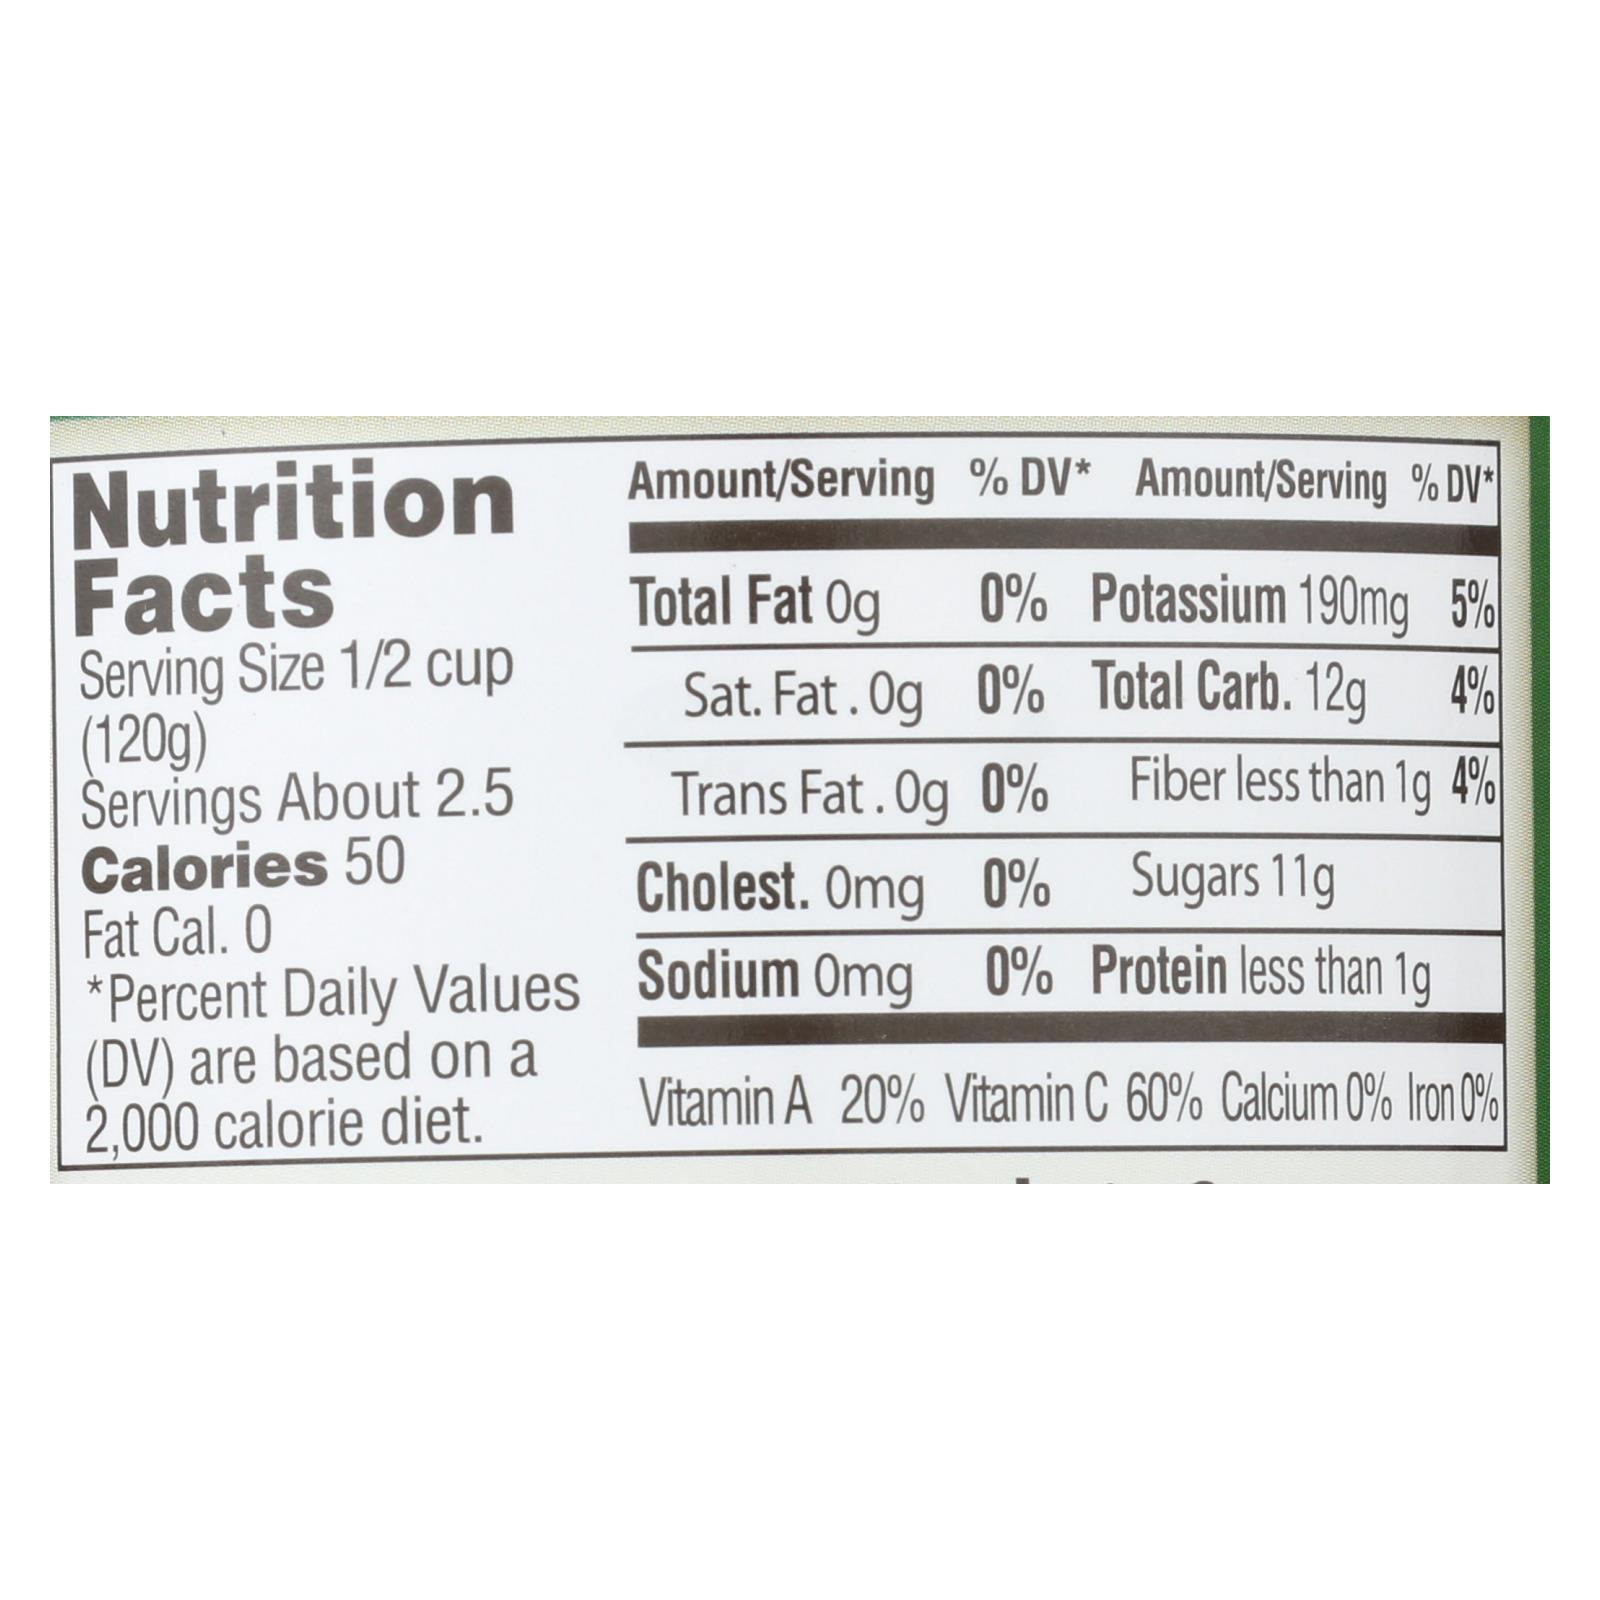 Nutrition
Facts
Serving Size 1/2 cup
(120g)
Servings About 2.5
Calories 50
Fat Cal. 0
*Percent Daily Values
(DV) are based on a
2,000 calorie diet.
Amount/Serving % DV* Amount/Serving % DV*
Total Fat 0g 0% Potassium 190mg 5%
Sat. Fat . 0g 0% Total Carb. 12g 4%
Trans Fat . 0g 0% Fiber less than 1g 4%
Cholest. 0mg 0% Sugars 11g
Sodium 0mg 0% Protein less than 1g
Vitamin A 20% Vitamin C 60% Calcium 0% Iron 0%